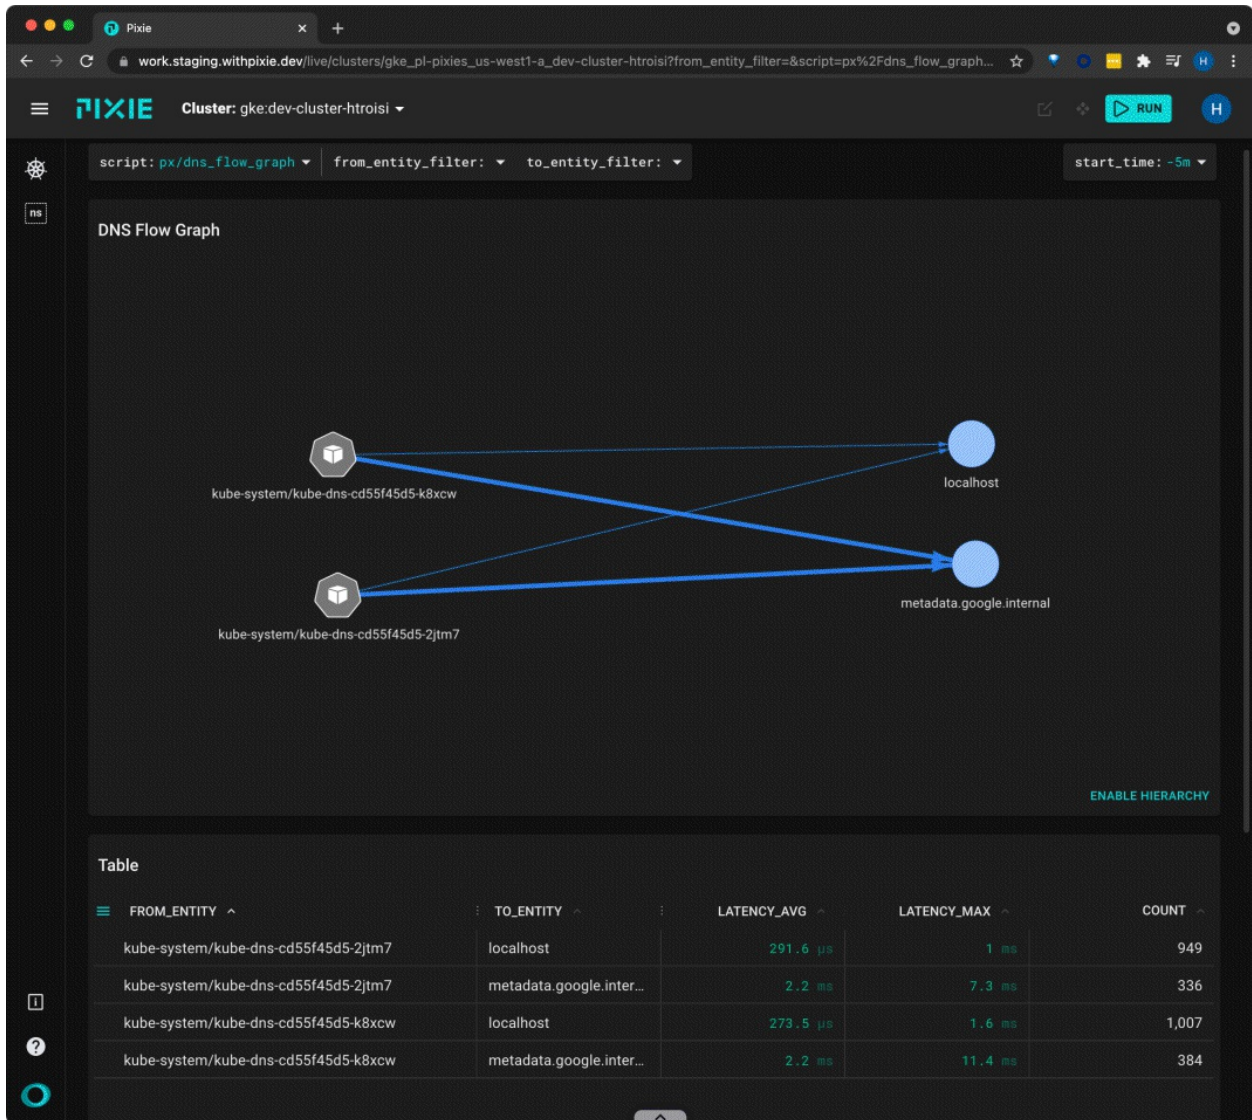 Pixie
work.staging.withpixie.dev/live/clusters/gke_pl-pixies_us-west1-a_dev-cluster-htroisi?from_entity_filter=&script=px%2Fdns_flow_graph...
H
PIXIE
Cluster: gke:dev-cluster-htroisi
RUN
H
script: px/dns_flow_graph
from_entity_filter:
to_entity_filter:
start_time: -5m
ns
DNS Flow Graph
kube-system/kube-dns-cd55f45d5-k8xcw
localhost
metadata.google.internal
kube-system/kube-dns-cd55f45d5-2jtm7
ENABLE HIERARCHY
Table
FROM_ENTITY TO_ENTITY LATENCY_AVG LATENCY_MAX COUNT
kube-system/kube-dns-cd55f45d5-2jtm7 localhost 291.6 µs 1 ms 949
kube-system/kube-dns-cd55f45d5-2jtm7 metadata.google.inter... 2.2 ms 7.3 ms 336
kube-system/kube-dns-cd55f45d5-k8xcw localhost 273.5 µs 1.6 ms 1,007
kube-system/kube-dns-cd55f45d5-k8xcw metadata.google.inter... 2.2 ms 11.4 ms 384